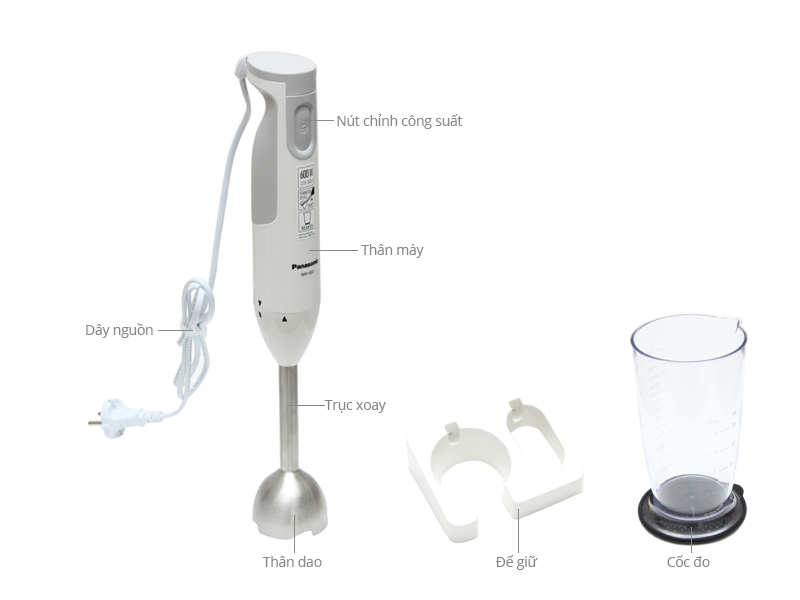 Nút chỉnh công suất
600 W
Thân máy
Panasonic
Dây nguồn
Trục xoay
Thân dao
Đế giữ
Cốc đo